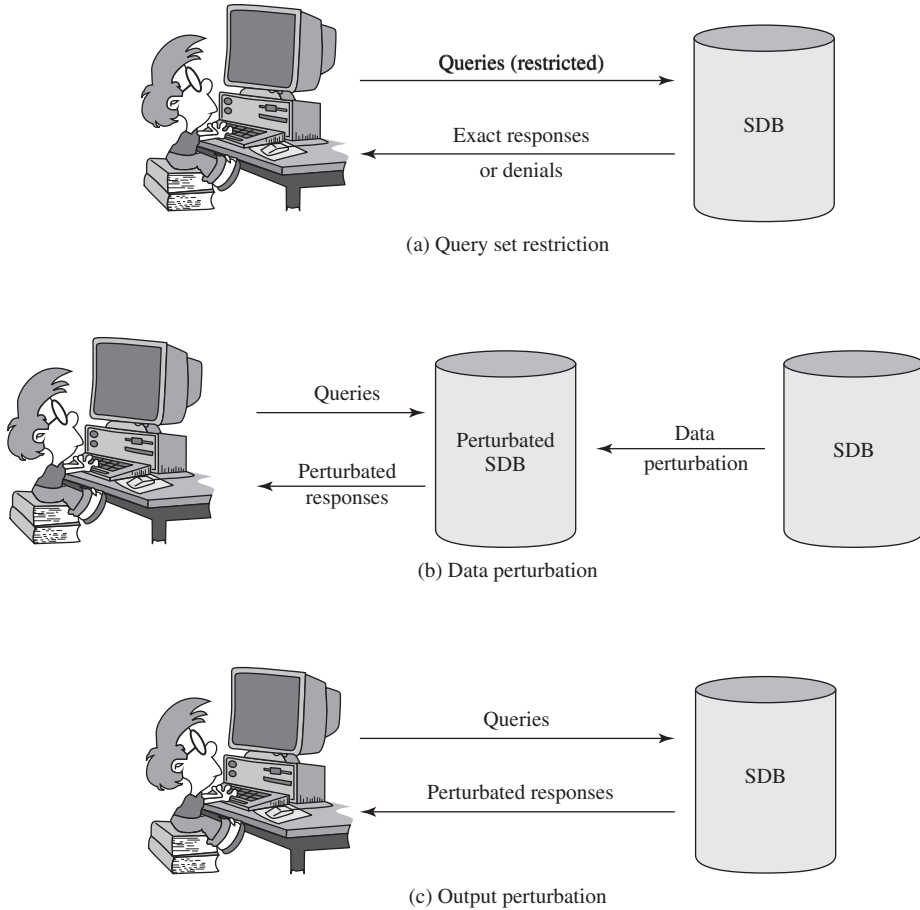 Queries (restricted)
SDB
Exact responses
or denials
(a) Query set restriction
Queries
Perturbated
SDB
Data
perturbation
SDB
Perturbated
responses
(b) Data perturbation
Queries
SDB
Perturbated responses
(c) Output perturbation